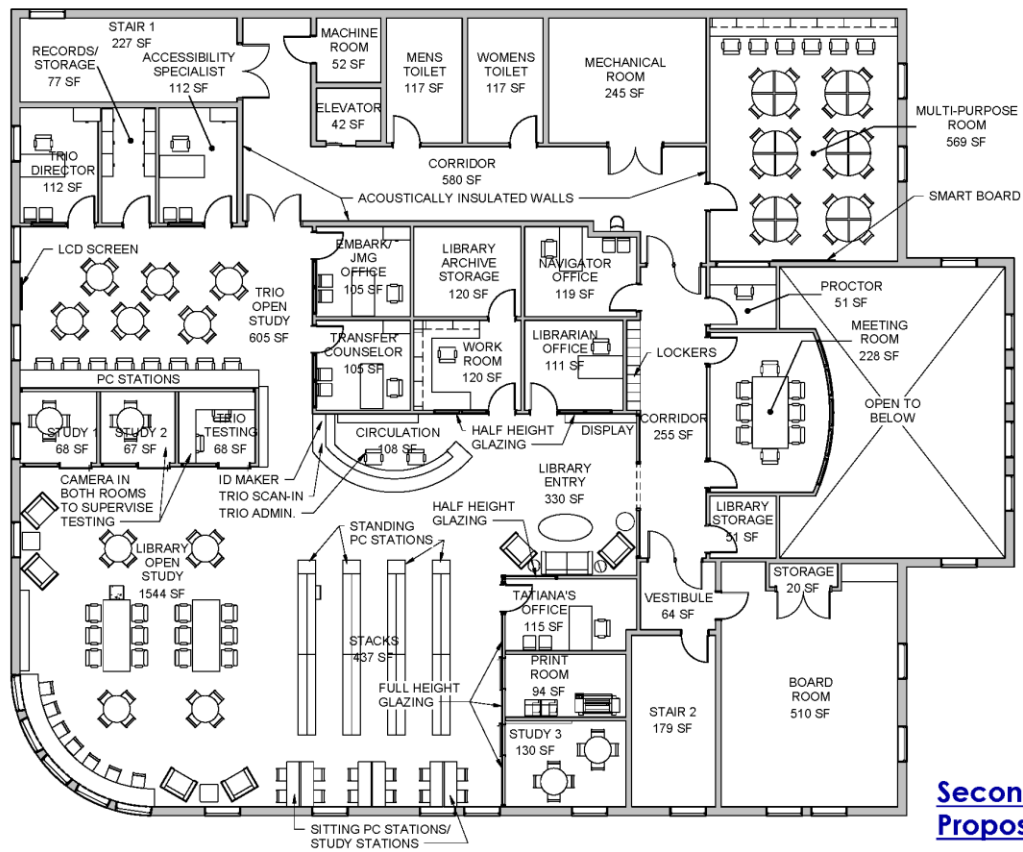 STAIR 1
227 SF
RECORDS/
STORAGE
77 SF
ACCESSIBILITY
SPECIALIST
112 SF
MACHINE
ROOM
52 SF
ELEVATOR
42 SF
MENS
TOILET
117 SF
WOMENS
TOILET
117 SF
MECHANICAL
ROOM
245 SF
MULTI-PURPOSE
ROOM
569 SF
SMART BOARD
TRIO
DIRECTOR
112 SF
CORRIDOR
580 SF
ACOUSTICALLY INSULATED WALLS
LCD SCREEN
TRIO
OPEN
STUDY
605 SF
PC STATIONS
EMBARK/
JMG
OFFICE
105 SF
LIBRARY
ARCHIVE
STORAGE
120 SF
NAVIGATOR
OFFICE
119 SF
PROCTOR
51 SF
MEETING
ROOM
228 SF
TRANSFER
COUNSELOR
105 SF
WORK
ROOM
120 SF
LIBRARIAN
OFFICE
111 SF
LOCKERS
OPEN TO
BELOW
STUDY 1
68 SF
STUDY 2
67 SF
TRIO
TESTING
68 SF
CIRCULATION
108 SF
HALF HEIGHT
GLAZING
DISPLAY
CORRIDOR
255 SF
CAMERA IN
BOTH ROOMS
TO SUPERVISE
TESTING
ID MAKER
TRIO SCAN-IN
TRIO ADMIN.
LIBRARY
ENTRY
330 SF
HALF HEIGHT
GLAZING
LIBRARY
STORAGE
51 SF
STANDING
PC STATIONS
LIBRARY
OPEN
STUDY
1544 SF
STACKS
437 SF
TATIANA'S
OFFICE
115 SF
VESTIBULE
64 SF
STORAGE
20 SF
FULL HEIGHT
GLAZING
PRINT
ROOM
94 SF
STAIR 2
179 SF
BOARD
ROOM
510 SF
STUDY 3
130 SF
SITTING PC STATIONS/
STUDY STATIONS
Secon
Propos